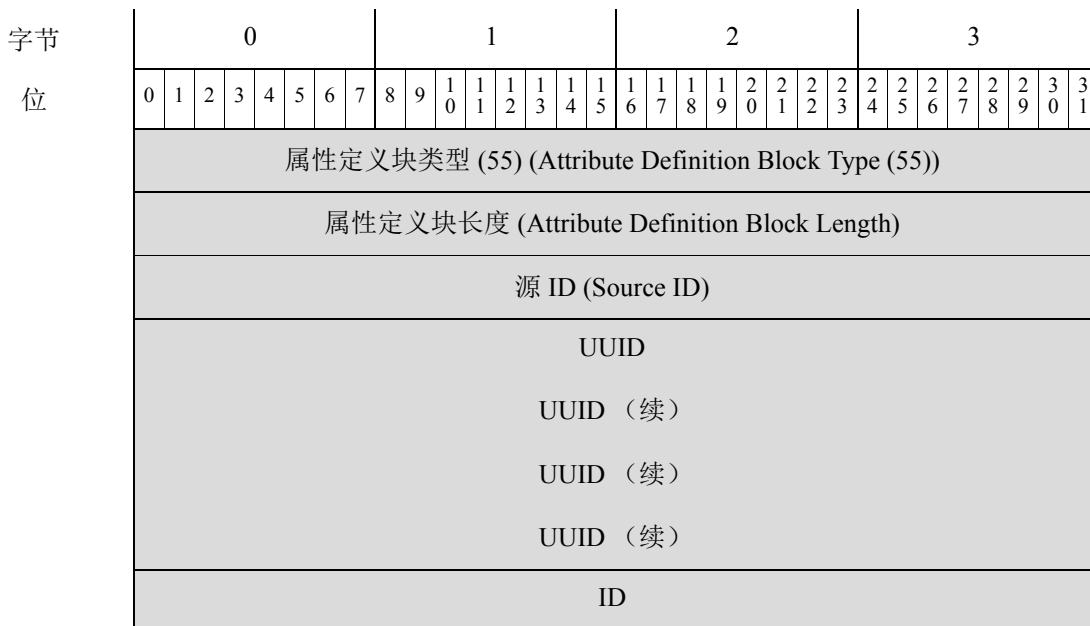 字节 0 1 2 3
位 0 1 2 3 4 5 6 7 8 9 10 11 12 13 14 15 16 17 18 19 20 21 22 23 24 25 26 27 28 29 30 31
属性定义块类型 (55) (Attribute Definition Block Type (55))
属性定义块长度 (Attribute Definition Block Length)
源 ID (Source ID)
UUID
UUID （续）
UUID （续）
UUID （续）
ID